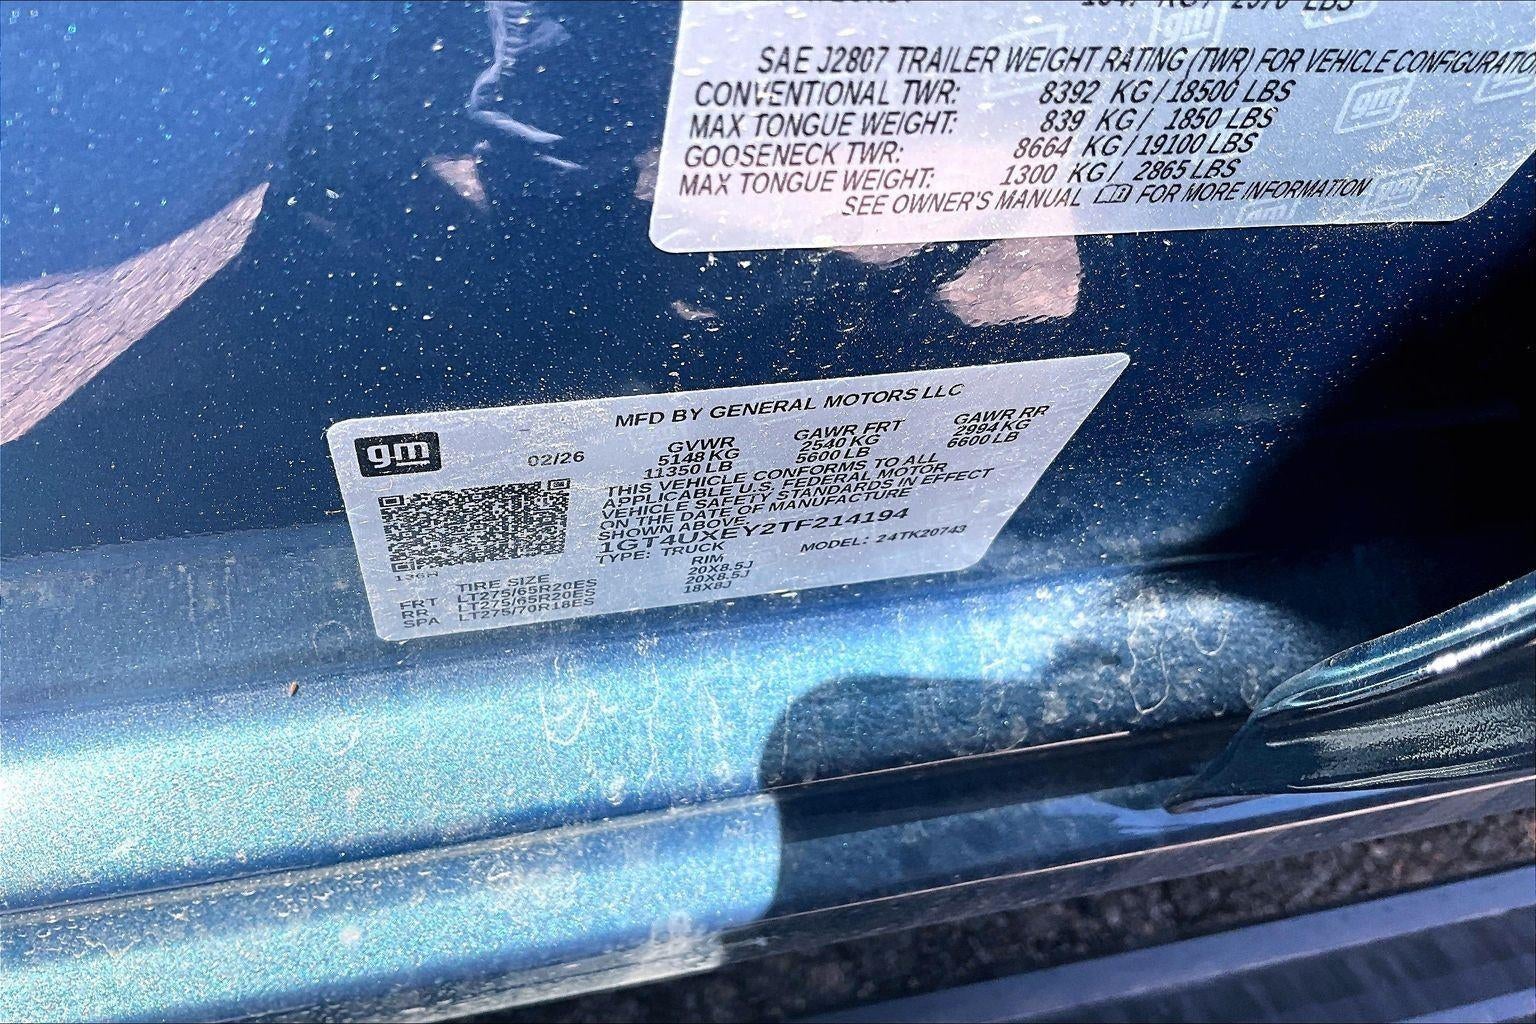 SAE J2807 TRAILER WEIGHT RATING (TWR) FOR VEHICLE CONFIGURATIO
CONVENTIONAL TWR: 8392 KG / 18500 LBS
MAX TONGUE WEIGHT: 839 KG / 1850 LBS
GOOSENECK TWR: 8664 KG / 19100 LBS
MAX TONGUE WEIGHT: 1300 KG / 2865 LBS
SEE OWNER'S MANUAL FOR MORE INFORMATION
gm
MFD BY GENERAL MOTORS LLC
02/26
GVWR GAWR FRT GAWR RR
5148 KG 2540 KG 2994 KG
11350 LB 5600 LB 6600 LB
THIS VEHICLE CONFORMS TO ALL
APPLICABLE U.S. FEDERAL MOTOR
VEHICLE SAFETY STANDARDS IN EFFECT
ON THE DATE OF MANUFACTURE
SHOWN ABOVE.
1GT4UXEY2TF214194
TYPE: TRUCK MODEL: 24TK20743
TIRE SIZE RIM
FRT LT275/65R20ES 20X8.5J
RR LT275/65R20ES 20X8.5J
SPA LT275/70R18ES 18X8J